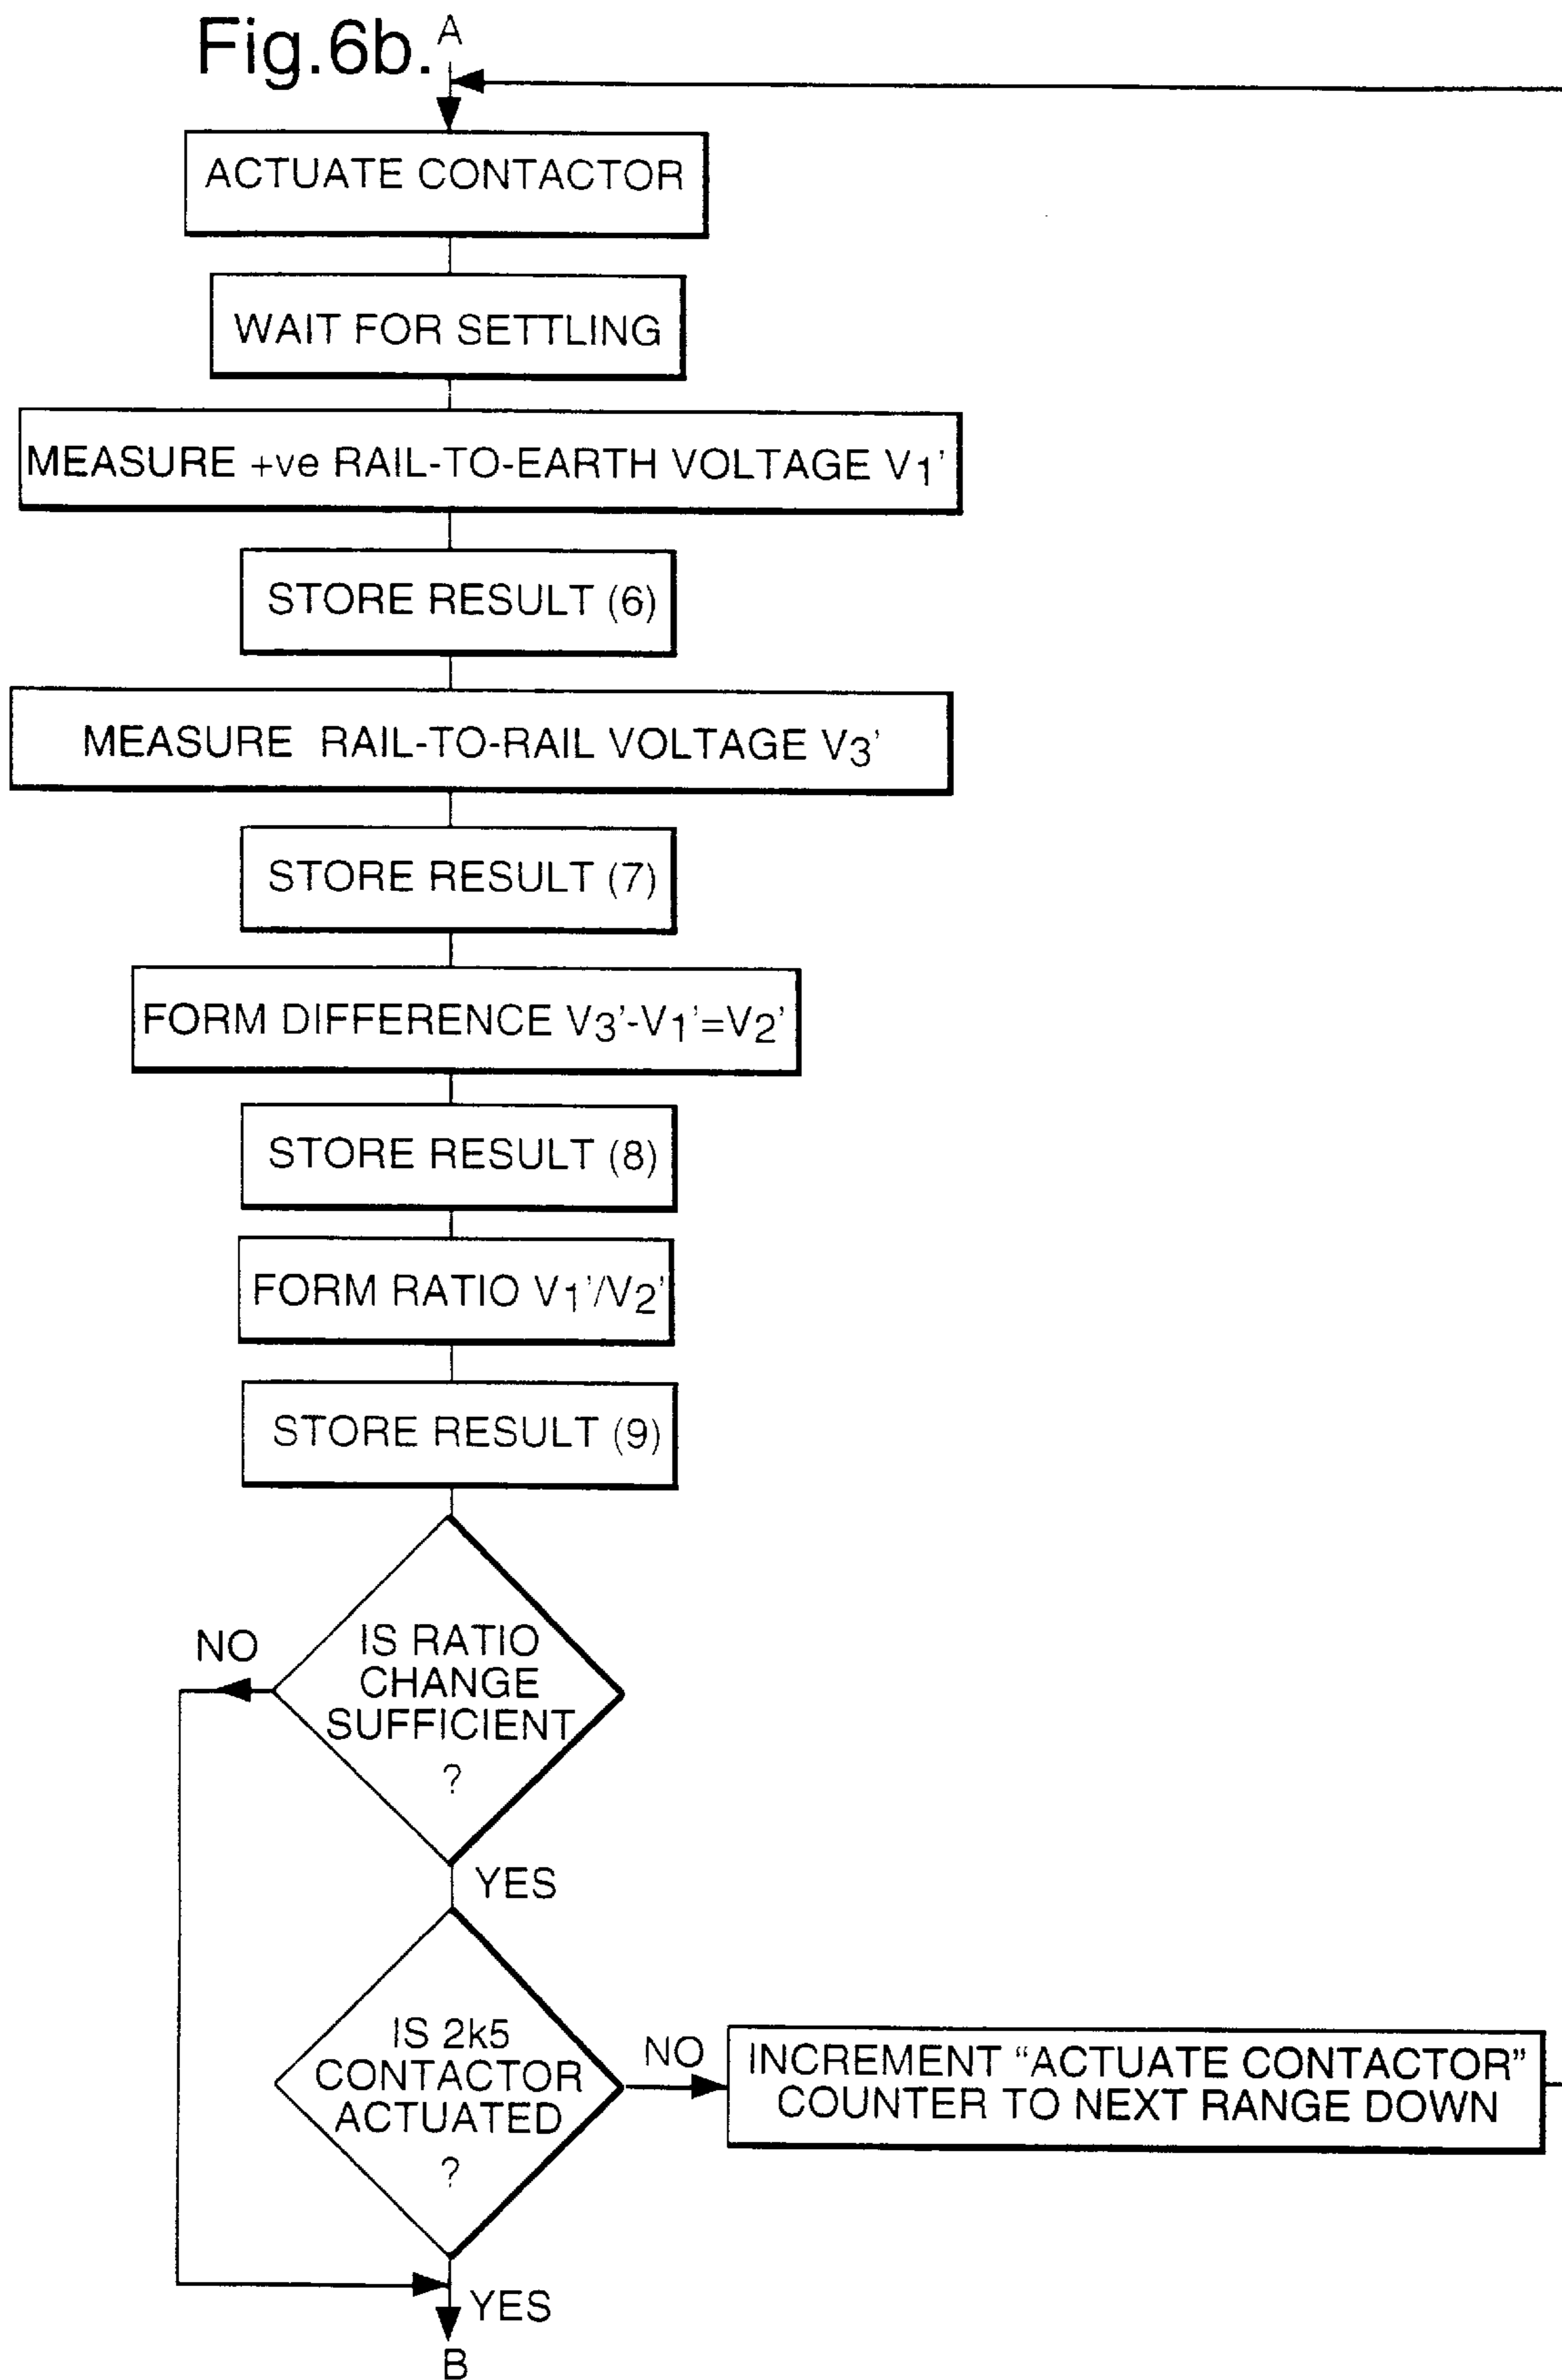 Fig.6b.
A
ACTUATE CONTACTOR
WAIT FOR SETTLING
MEASURE +ve RAIL-TO-EARTH VOLTAGE V1'
STORE RESULT (6)
MEASURE RAIL-TO-RAIL VOLTAGE V3'
STORE RESULT (7)
FORM DIFFERENCE V3'-V1'=V2'
STORE RESULT (8)
FORM RATIO V1'/V2'
STORE RESULT (9)
NO
IS RATIO
CHANGE
SUFFICIENT
?
YES
IS 2k5
CONTACTOR
ACTUATED
?
NO
INCREMENT “ACTUATE CONTACTOR”
COUNTER TO NEXT RANGE DOWN
YES
B